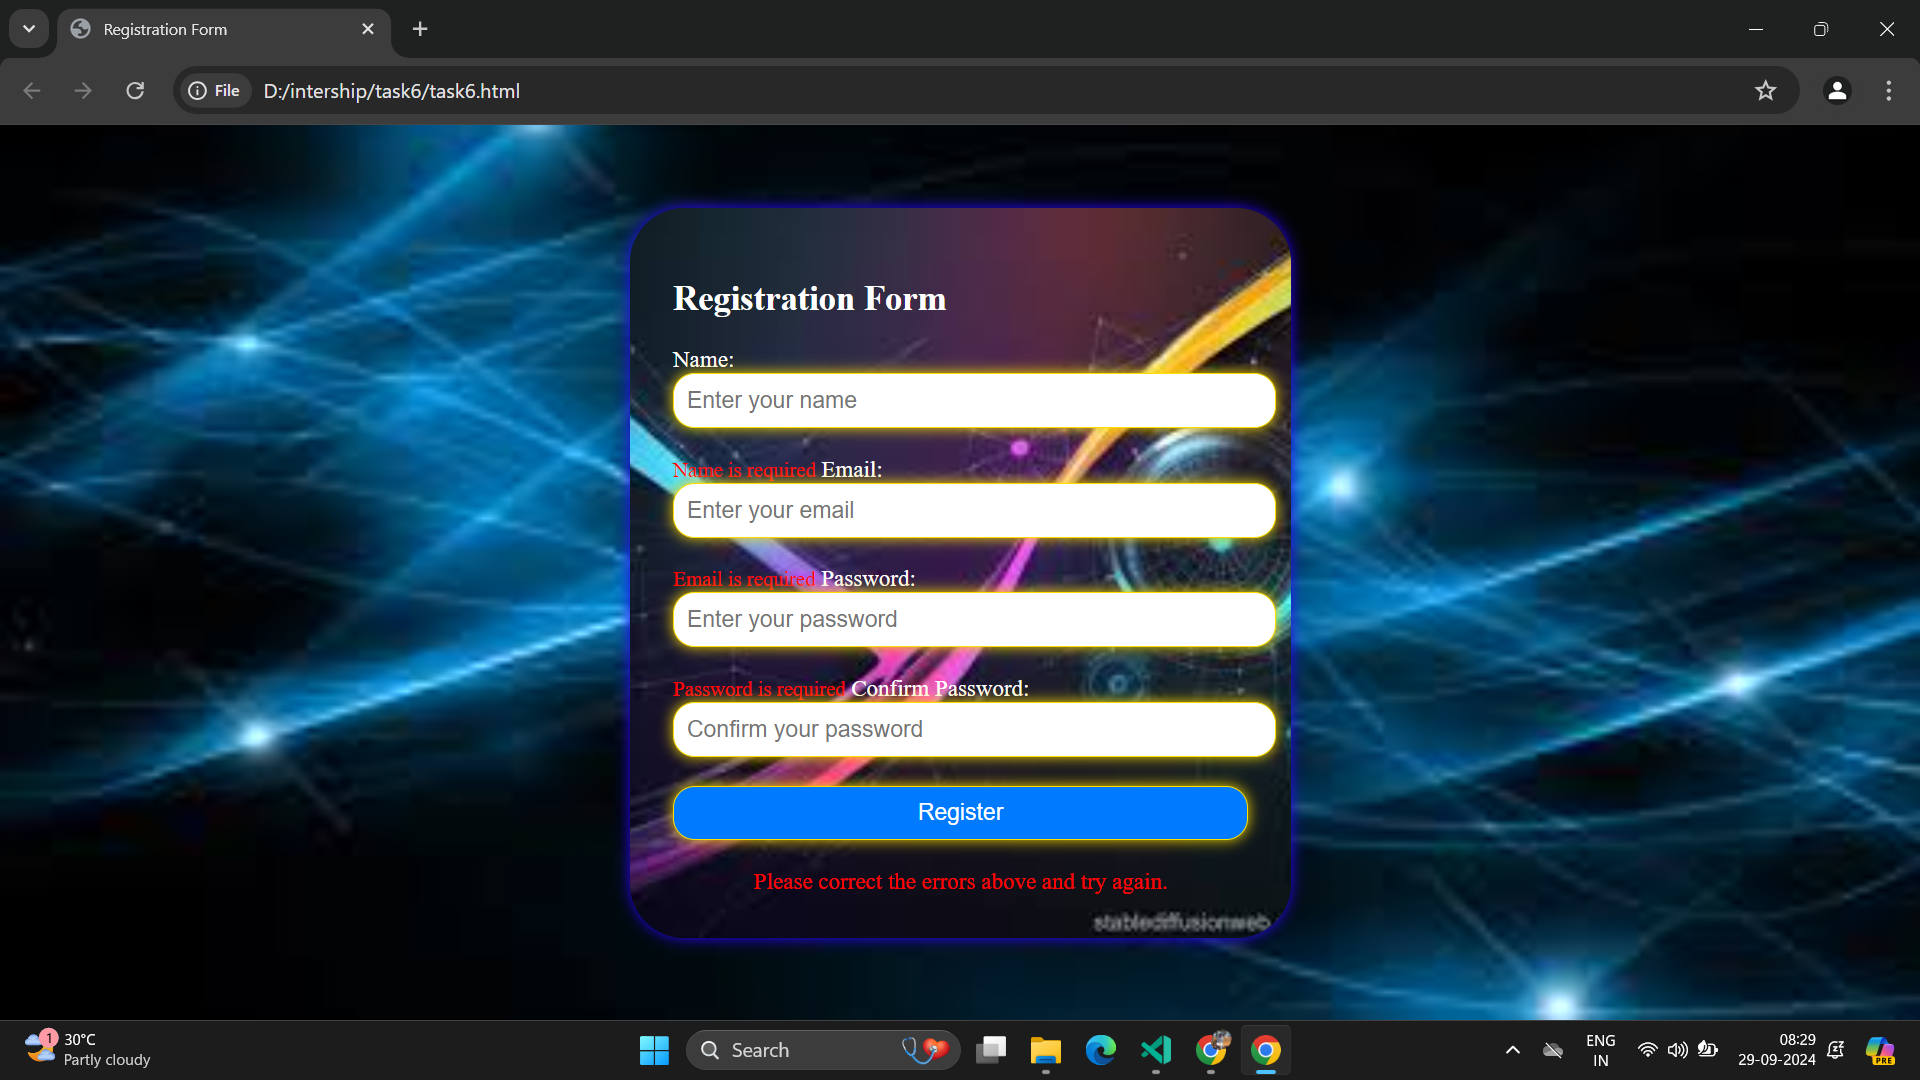 Registration Form
File D:/intership/task6/task6.html
Registration Form
Name:
Enter your name
Name is required Email:
Enter your email
Email is required Password:
Enter your password
Password is required Confirm Password:
Confirm your password
Register
Please correct the errors above and try again.
stablediffusionweb
1
30°C
Partly cloudy
Search
PRE
ENG
IN
08:29
29-09-2024